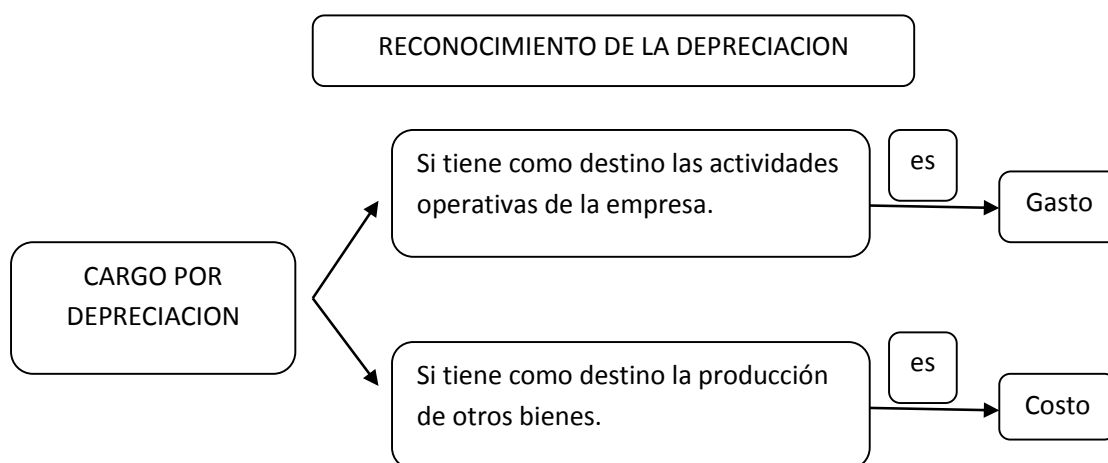 RECONOCIMIENTO DE LA DEPRECIACION
Si tiene como destino las actividades
operativas de la empresa.
es
Gasto
CARGO POR
DEPRECIACION
Si tiene como destino la producción
de otros bienes.
es
Costo